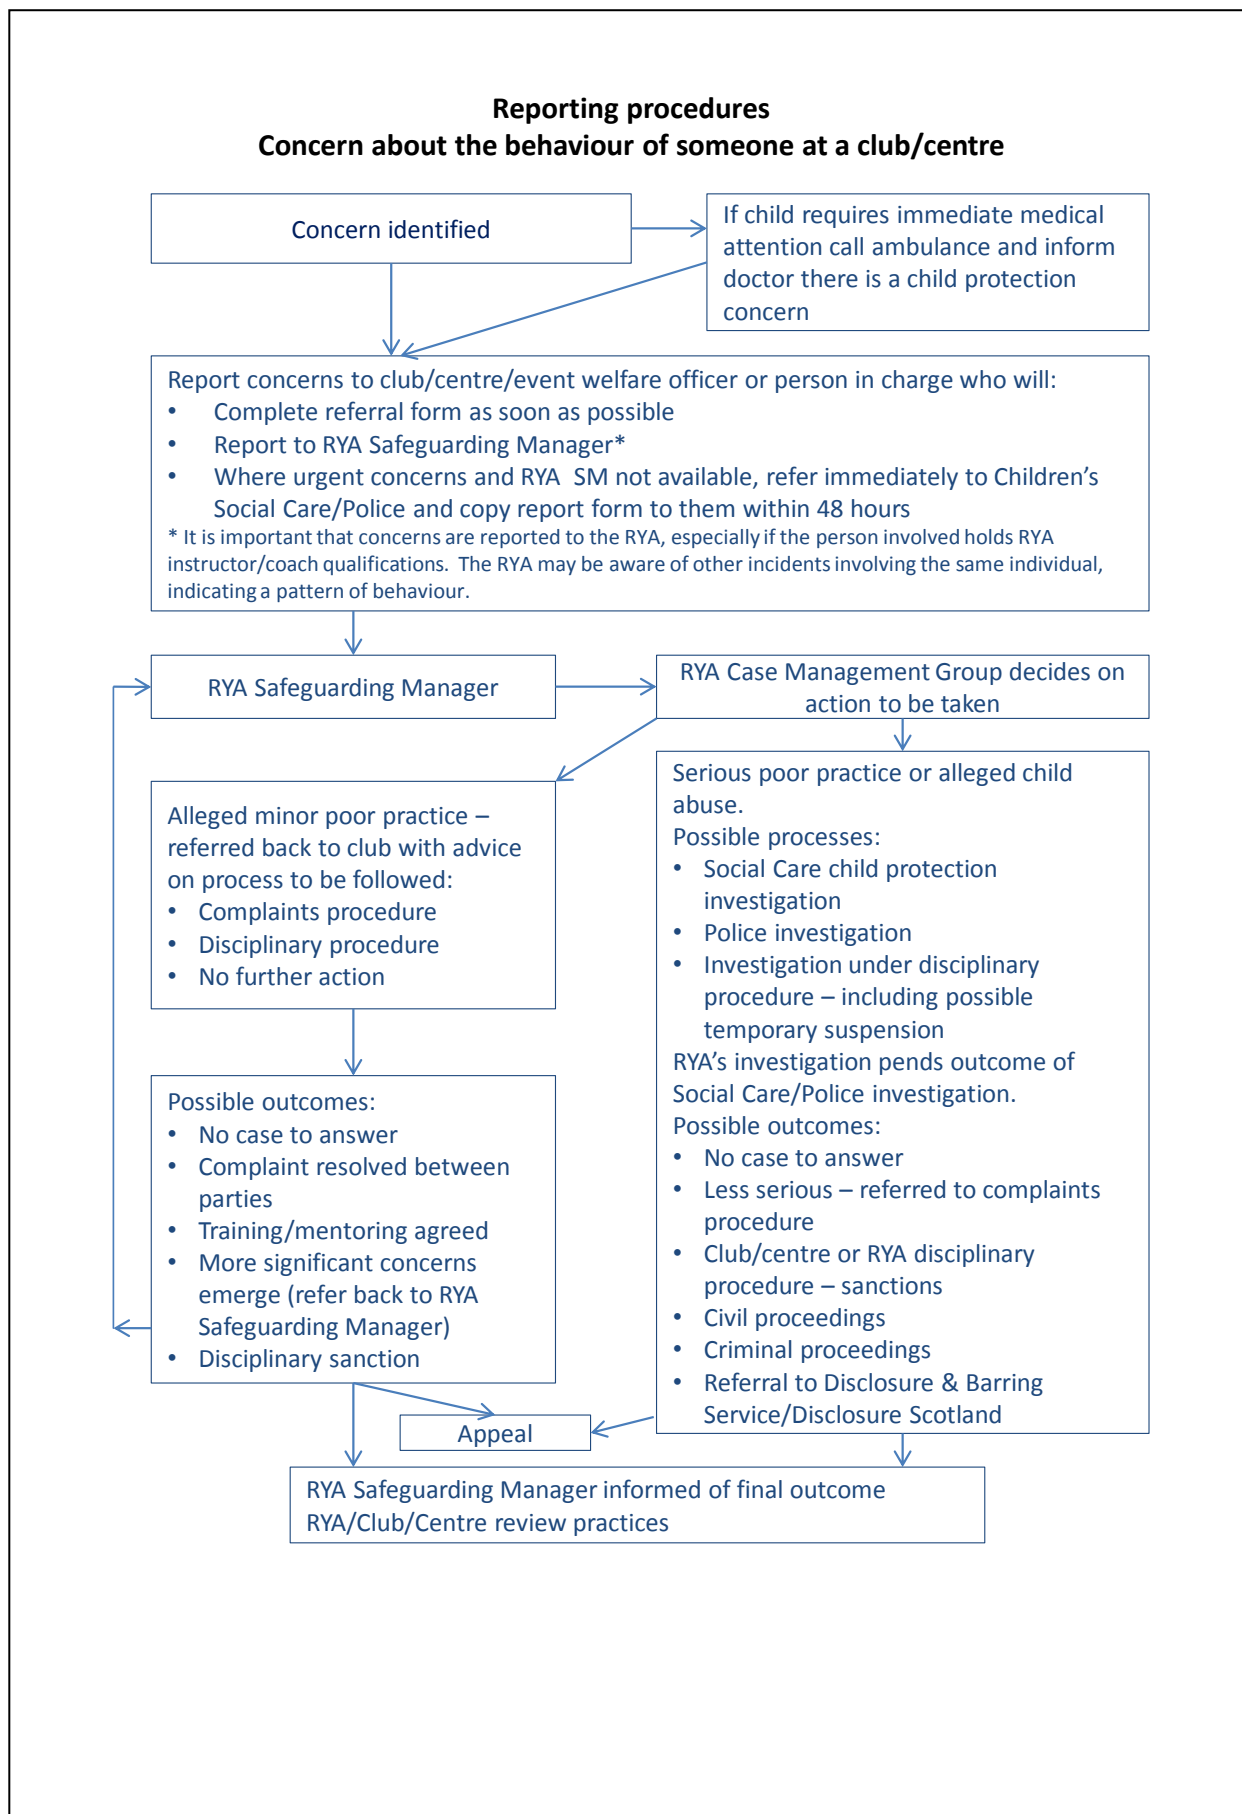 Reporting procedures
Concern about the behaviour of someone at a club/centre
Concern identified
If child requires immediate medical
attention call ambulance and inform
doctor there is a child protection
concern
Report concerns to club/centre/event welfare officer or person in charge who will:
• Complete referral form as soon as possible
• Report to RYA Safeguarding Manager*
• Where urgent concerns and RYA SM not available, refer immediately to Children's
Social Care/Police and copy report form to them within 48 hours
* It is important that concerns are reported to the RYA, especially if the person involved holds RYA
instructor/coach qualifications. The RYA may be aware of other incidents involving the same individual,
indicating a pattern of behaviour.
RYA Safeguarding Manager
RYA Case Management Group decides on
action to be taken
Alleged minor poor practice –
referred back to club with advice
on process to be followed:
• Complaints procedure
• Disciplinary procedure
• No further action
Serious poor practice or alleged child
abuse.
Possible processes:
• Social Care child protection
investigation
• Police investigation
• Investigation under disciplinary
procedure – including possible
temporary suspension
RYA's investigation pends outcome of
Social Care/Police investigation.
Possible outcomes:
• No case to answer
• Less serious – referred to complaints
procedure
• Club/centre or RYA disciplinary
procedure – sanctions
• Civil proceedings
• Criminal proceedings
• Referral to Disclosure & Barring
Service/Disclosure Scotland
Possible outcomes:
• No case to answer
• Complaint resolved between
parties
• Training/mentoring agreed
• More significant concerns
emerge (refer back to RYA
Safeguarding Manager)
• Disciplinary sanction
Appeal
RYA Safeguarding Manager informed of final outcome
RYA/Club/Centre review practices